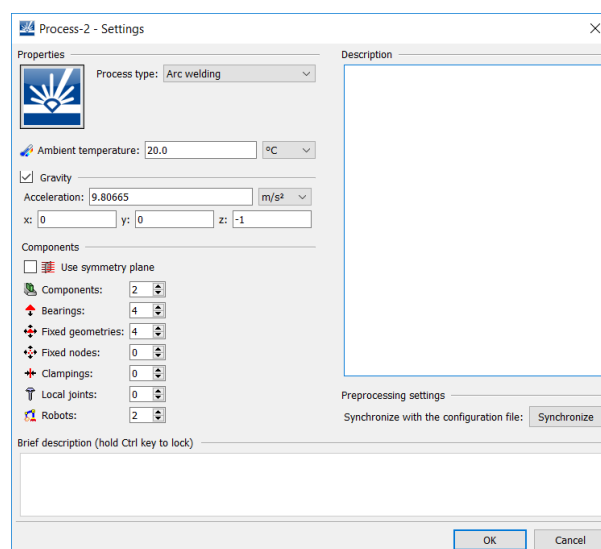 Process-2 - Settings
Properties
Process type: Arc welding
Ambient temperature: 20.0 °C
Gravity
Acceleration: 9.80665 m/s²
x: 0 y: 0 z: -1
Components
Use symmetry plane
Components: 2
Bearings: 4
Fixed geometries: 4
Fixed nodes: 0
Clampings: 0
Local joints: 0
Robots: 2
Description
Preprocessing settings
Synchronize with the configuration file: Synchronize
Brief description (hold Ctrl key to lock)
OK Cancel